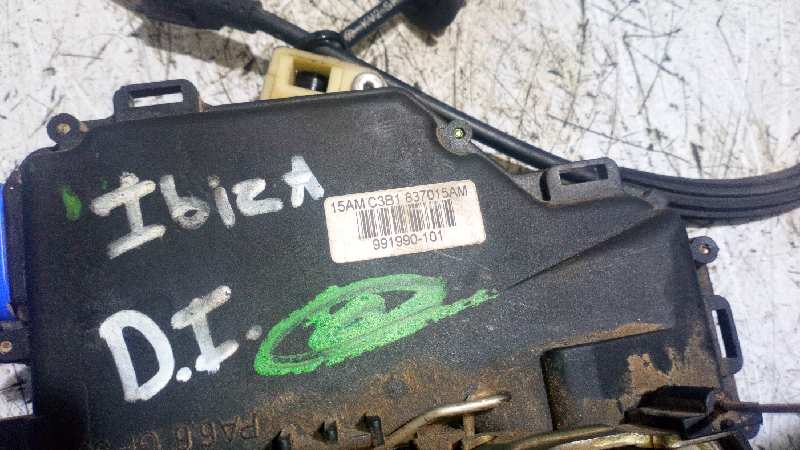 IbizA
15AM C3B1 837015AM
991990-101
D.I.